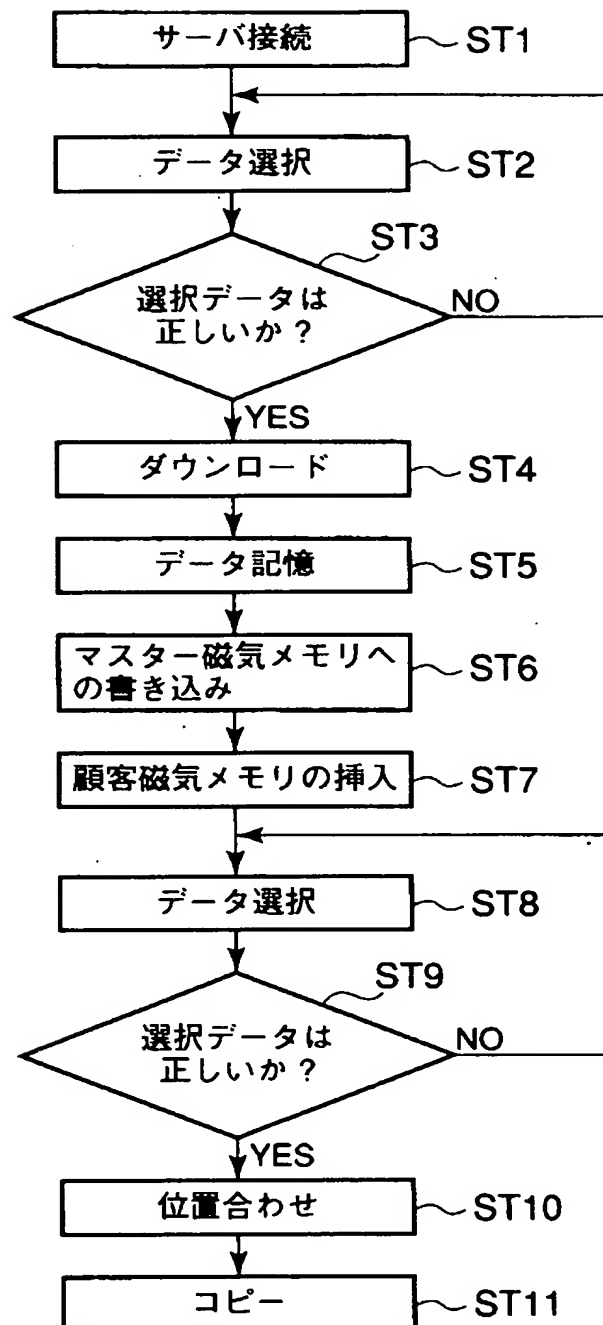 サーバ接続
ST1
データ選択
ST2
ST3
選択データは
正しいか？
NO
YES
ダウンロード
ST4
データ記憶
ST5
マスター磁気メモリへ
の書き込み
ST6
顧客磁気メモリの挿入
ST7
データ選択
ST8
ST9
選択データは
正しいか？
NO
YES
位置合わせ
ST10
コピー
ST11